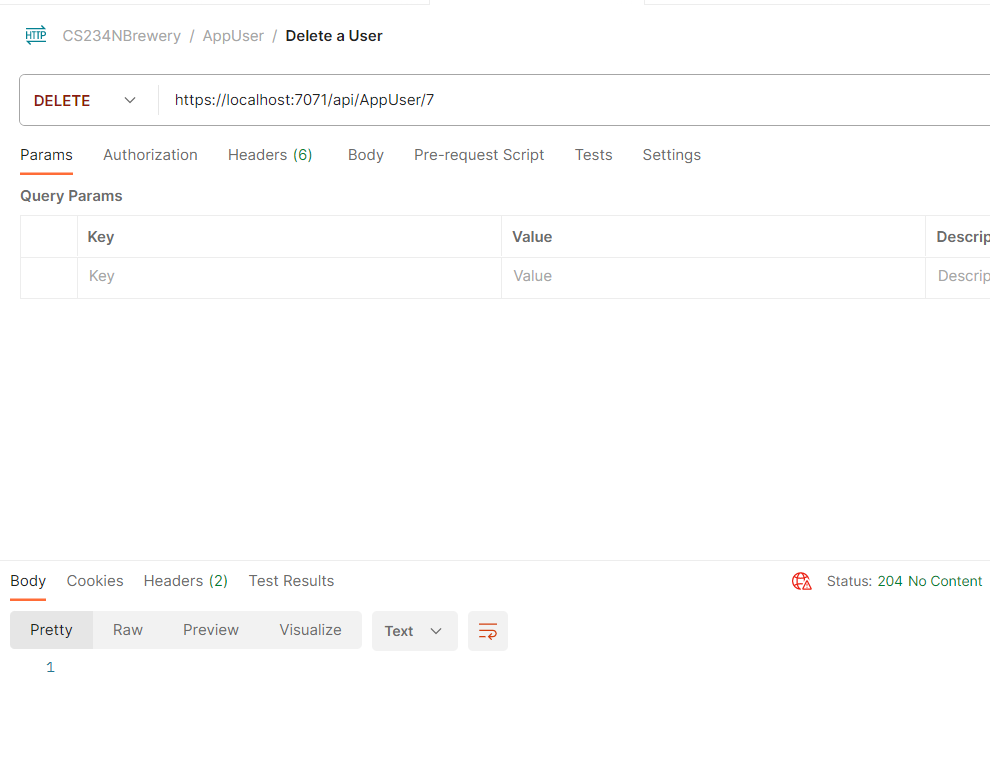 HTTP CS234NBrewery / AppUser / Delete a User
DELETE https://localhost:7071/api/AppUser/7
Params Authorization Headers (6) Body Pre-request Script Tests Settings
Query Params
Key Value Descrip
Key Value Descrip
Body Cookies Headers (2) Test Results Status: 204 No Content
Pretty Raw Preview Visualize Text
1